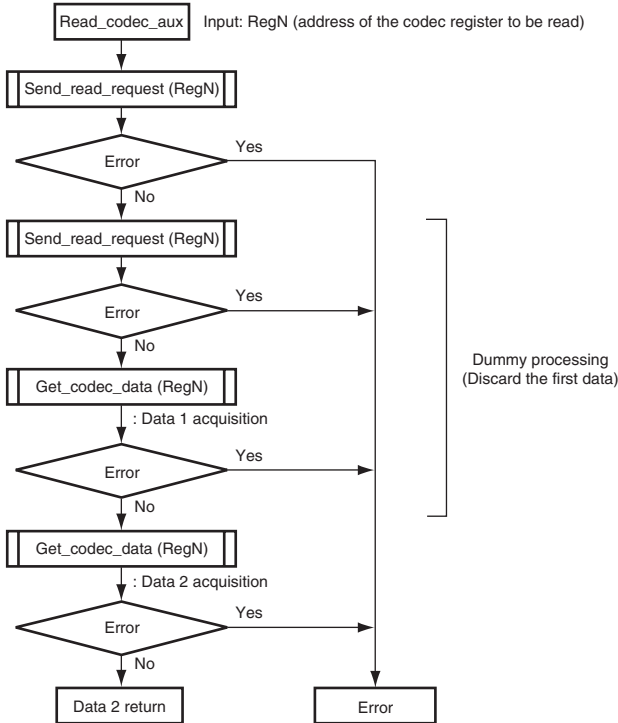 Read_codec_aux
Input: RegN (address of the codec register to be read)
Send_read_request (RegN)
Error
Yes
No
Send_read_request (RegN)
Error
Yes
No
Dummy processing
(Discard the first data)
Get_codec_data (RegN)
: Data 1 acquisition
Error
Yes
No
Get_codec_data (RegN)
: Data 2 acquisition
Error
Yes
No
Data 2 return
Error